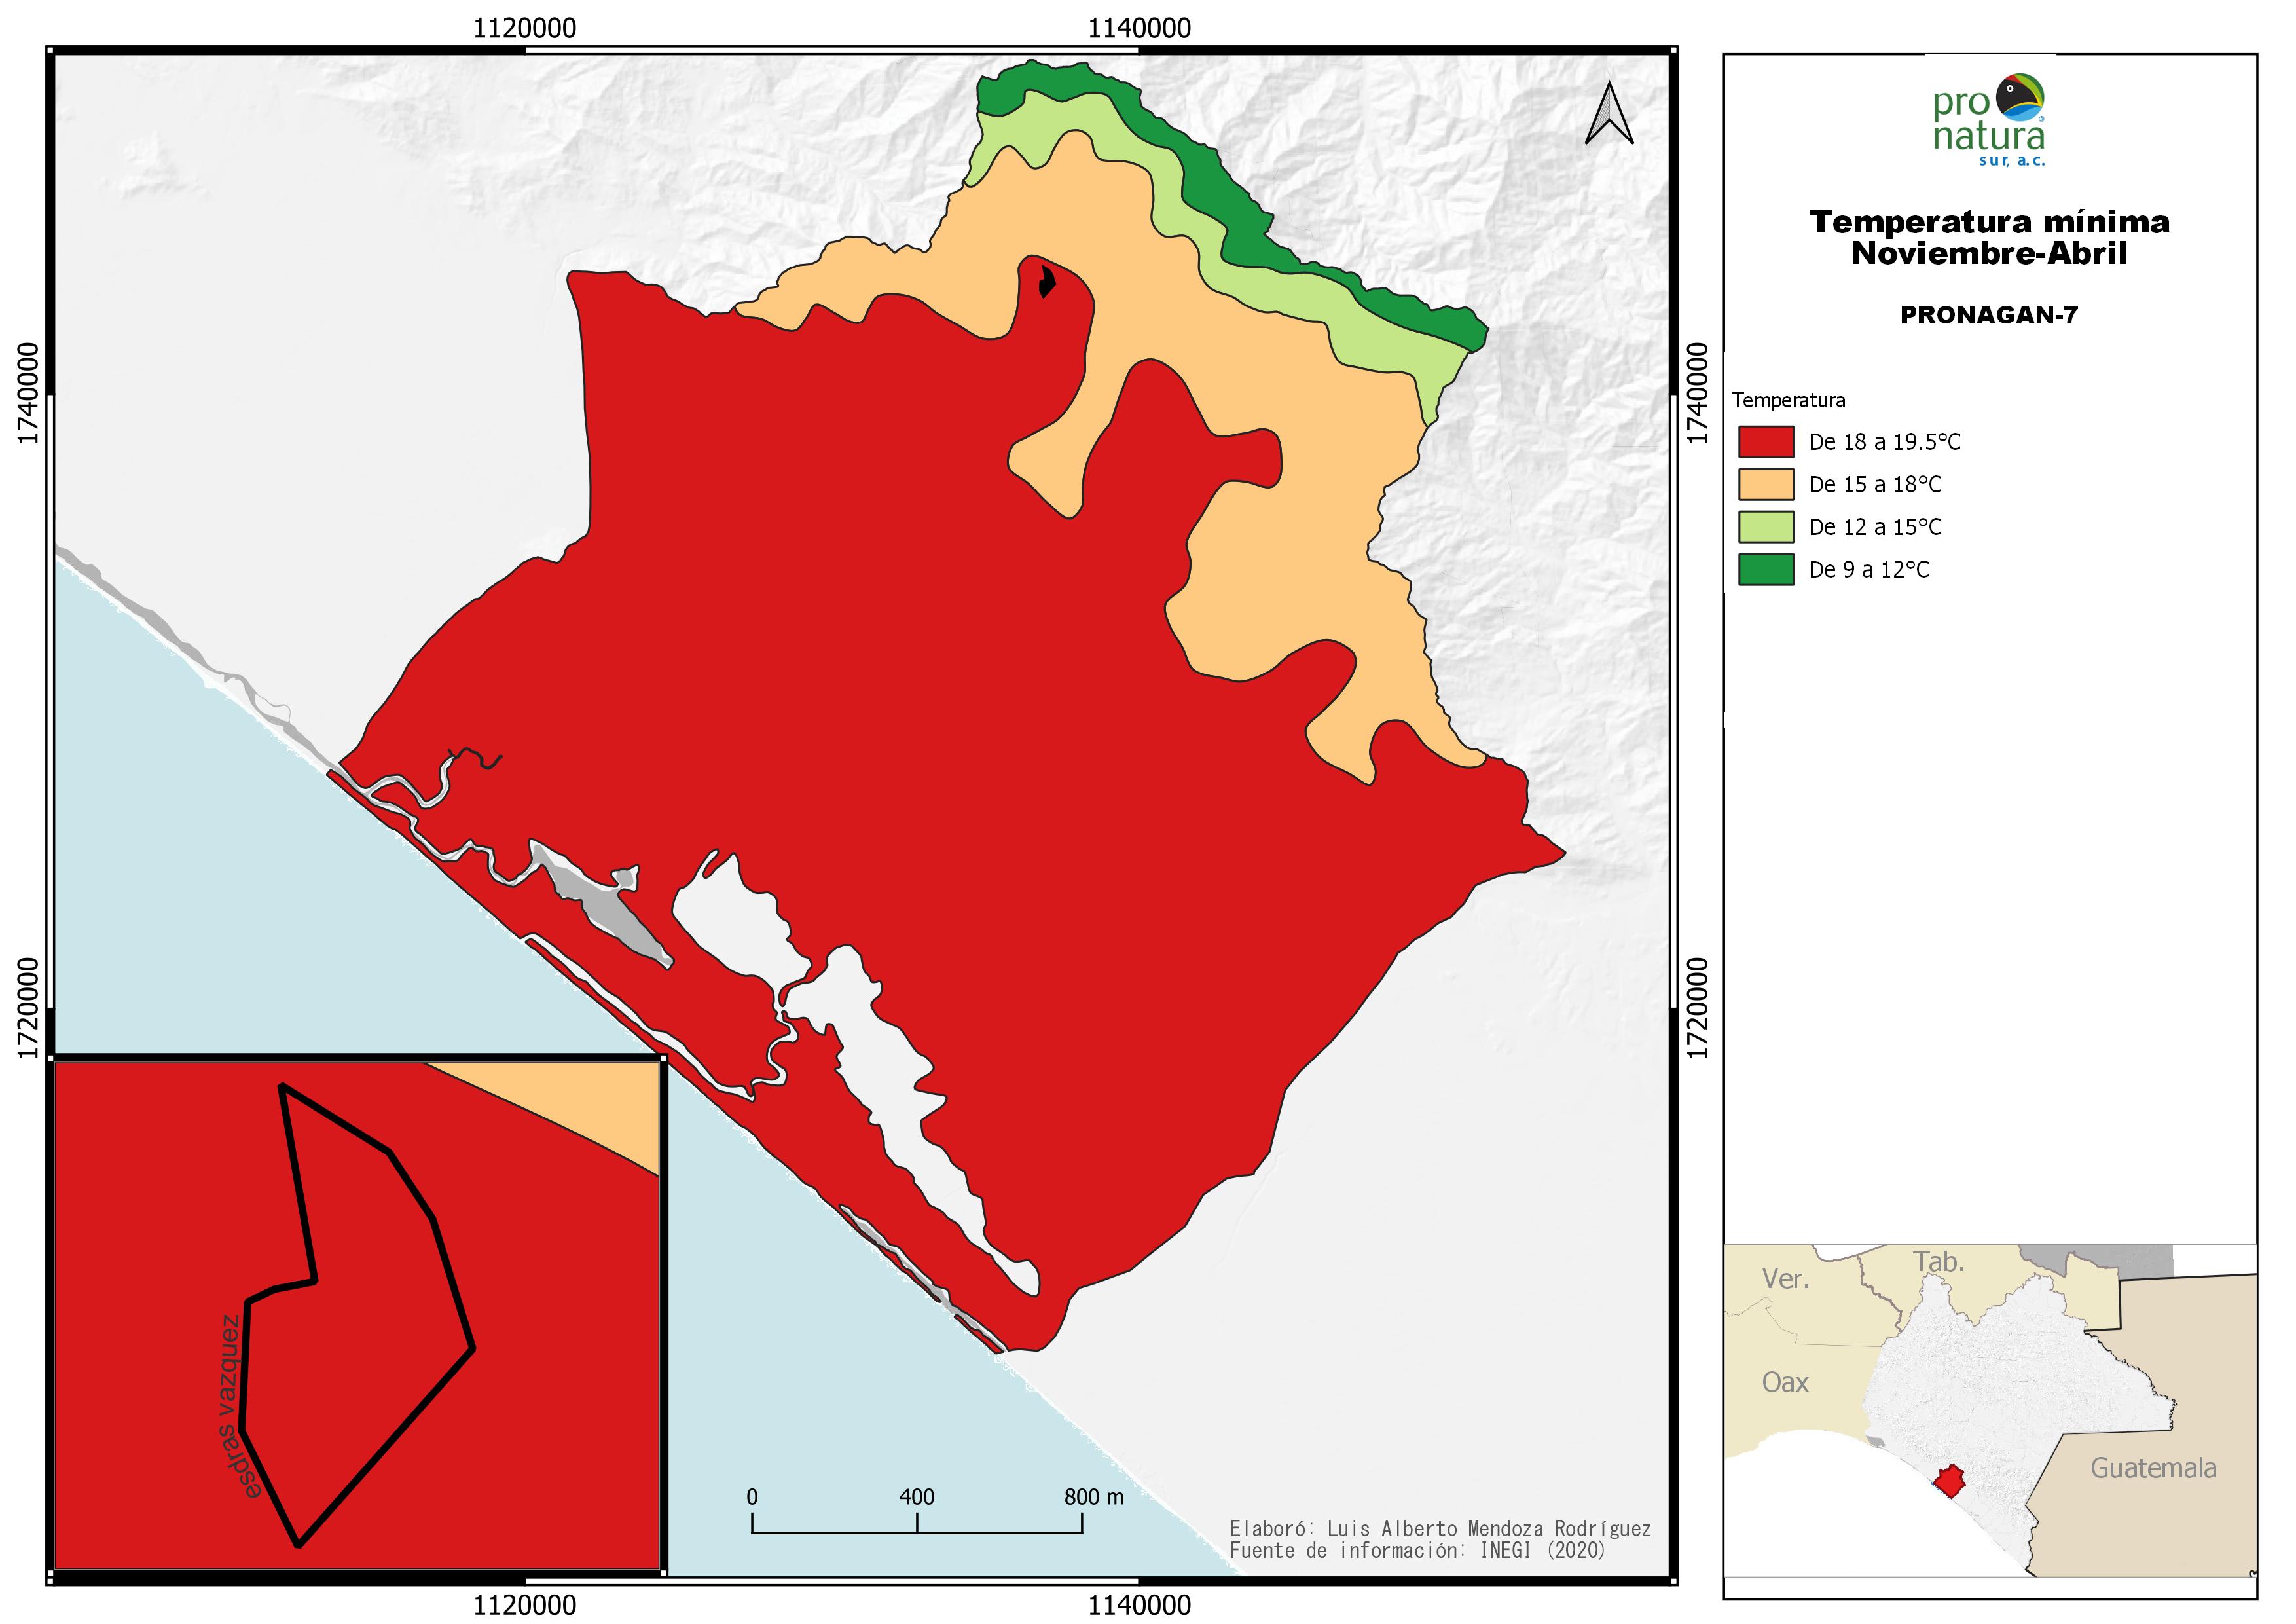 1120000
1140000
1740000
1720000
1740000
1720000
1120000
1140000
esdras vazquez
0
400
800 m
Elaboró: Luis Alberto Mendoza Rodríguez
Fuente de información: INEGI (2020)
pro
natura
®
sur, a.c.
Temperatura mínima
Noviembre-Abril
PRONAGAN-7
Temperatura
De 18 a 19.5°C
De 15 a 18°C
De 12 a 15°C
De 9 a 12°C
Ver.
Tab.
Oax
Guatemala